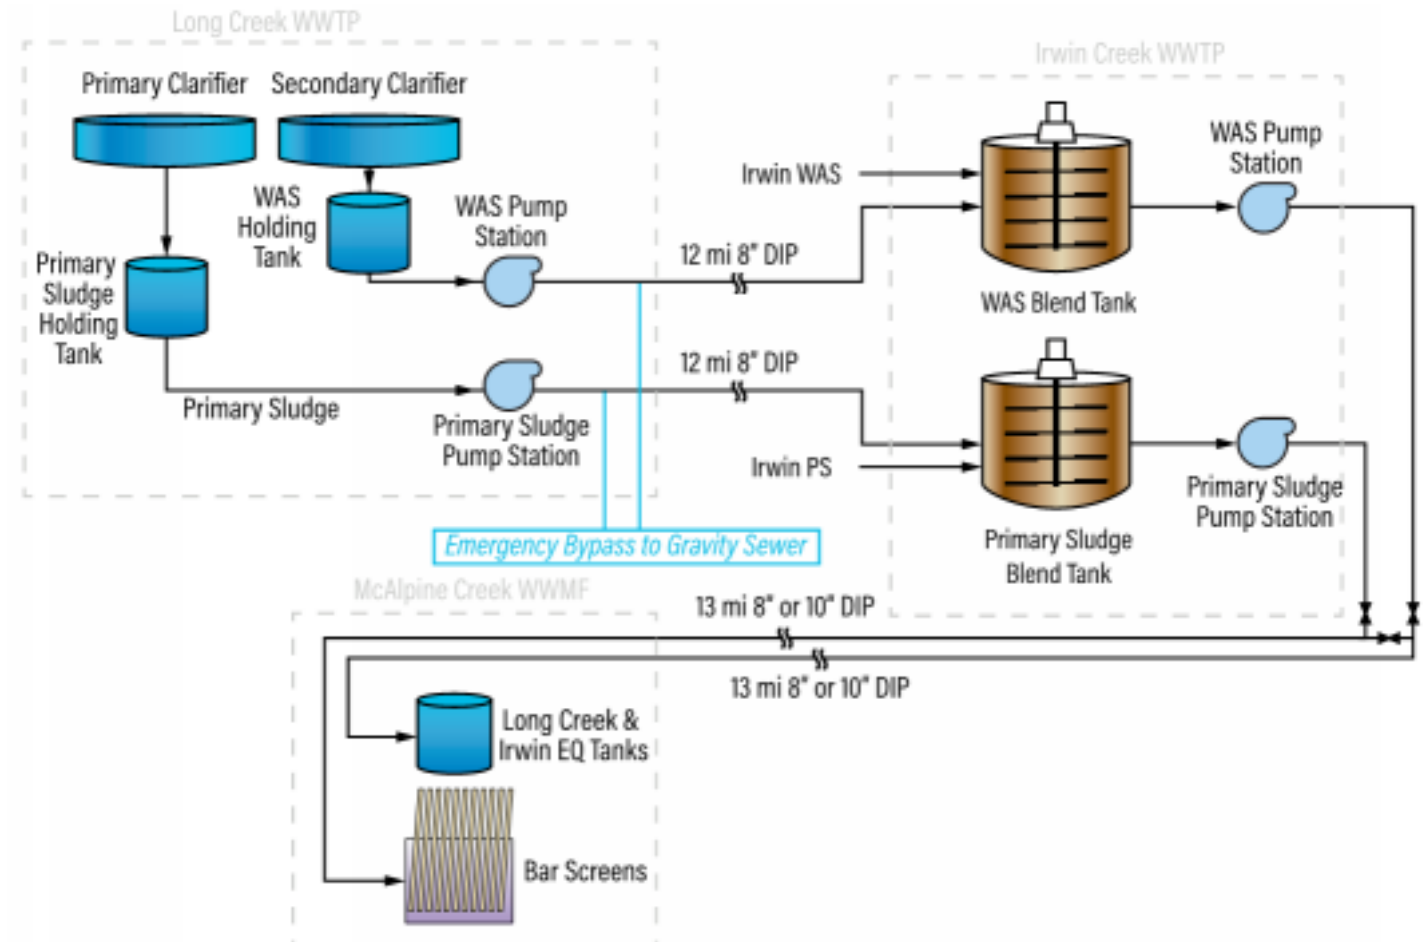 Long Creek WWTP
Primary Clarifier
Secondary Clarifier
WAS
Holding
Tank
WAS Pump
Station
Primary
Sludge
Holding
Tank
Primary Sludge
Primary Sludge
Pump Station
12 mi 8" DIP
12 mi 8" DIP
Emergency Bypass to Gravity Sewer
Irwin Creek WWTP
Irwin WAS
WAS Blend Tank
WAS Pump
Station
Irwin PS
Primary Sludge
Blend Tank
Primary Sludge
Pump Station
McAlpine Creek WWMF
13 mi 8" or 10" DIP
13 mi 8" or 10" DIP
Long Creek &
Irwin EQ Tanks
Bar Screens